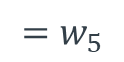 = w₅